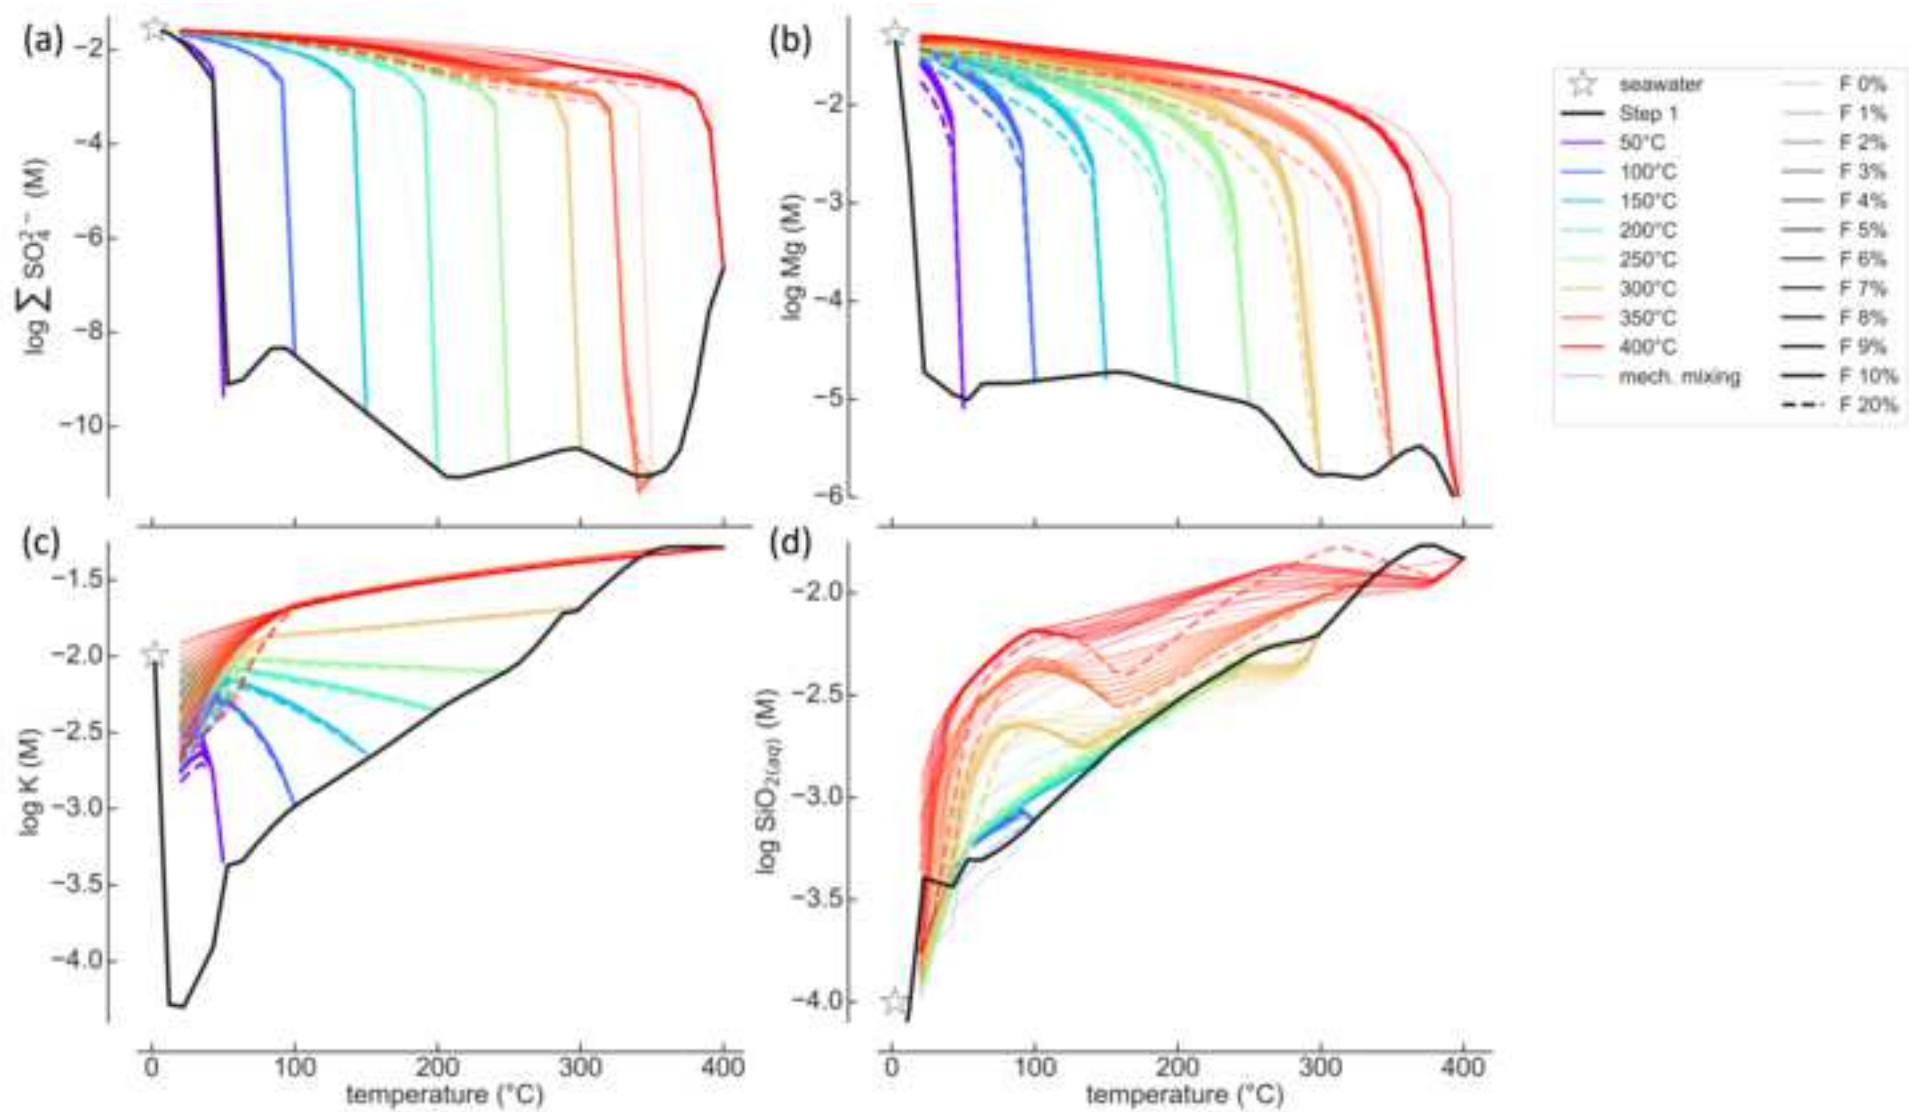 (a)
−2
−4
−6
−8
−10
log ∑ SO₄²⁻ (M)
(b)
−2
−3
−4
−5
−6
log Mg (M)
seawater
Step 1
50°C
100°C
150°C
200°C
250°C
300°C
350°C
400°C
mech. mixing
F 0%
F 1%
F 2%
F 3%
F 4%
F 5%
F 6%
F 7%
F 8%
F 9%
F 10%
F 20%
(c)
−1.5
−2.0
−2.5
−3.0
−3.5
−4.0
log K (M)
0 100 200 300 400
temperature (°C)
(d)
−2.0
−2.5
−3.0
−3.5
−4.0
log SiO₂₍aq₎ (M)
0 100 200 300 400
temperature (°C)